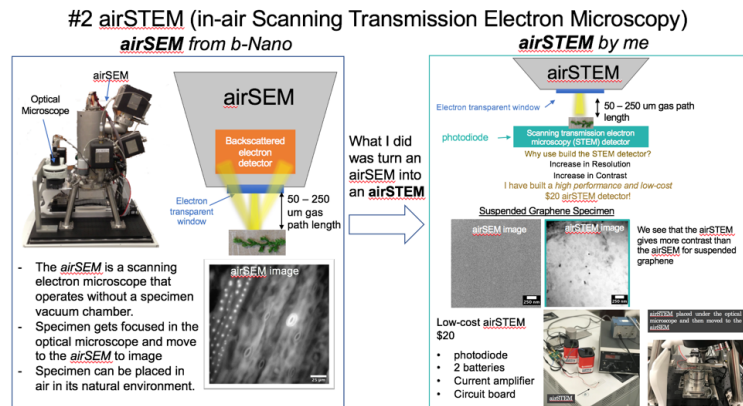 #2 airSTEM (in-air Scanning Transmission Electron Microscopy)
airSEM from b-Nano
airSEM
Optical
Microscope
airSEM
Backscattered
electron
detector
Electron
transparent
window
50 – 250
um gas
path length
airSEM image
25 μm
- The airSEM is a scanning
electron microscope that
operates without a specimen
vacuum chamber.
- Specimen gets focused in the
optical microscope and move
to the airSEM to image
- Specimen can be placed in
air in its natural environment.
What I did
was turn an
airSEM into
an airSTEM
airSTEM by me
airSTEM
Electron transparent window
50 – 250 um gas path
length
photodiode
Scanning transmission electron
microscopy (STEM) detector
Why use build the STEM detector?
Increase in Resolution
Increase in Contrast
I have built a high performance and low-cost
$20 airSTEM detector!
Suspended Graphene Specimen
airSEM image
250 nm
airSTEM image
250 nm
We see that the airSTEM
gives more contrast than
the airSEM for suspended
graphene
Low-cost airSTEM
$20
• photodiode
• 2 batteries
• Current amplifier
• Circuit board
airSTEM
airSTEM placed under the optical
microscope and then moved to the
airSEM